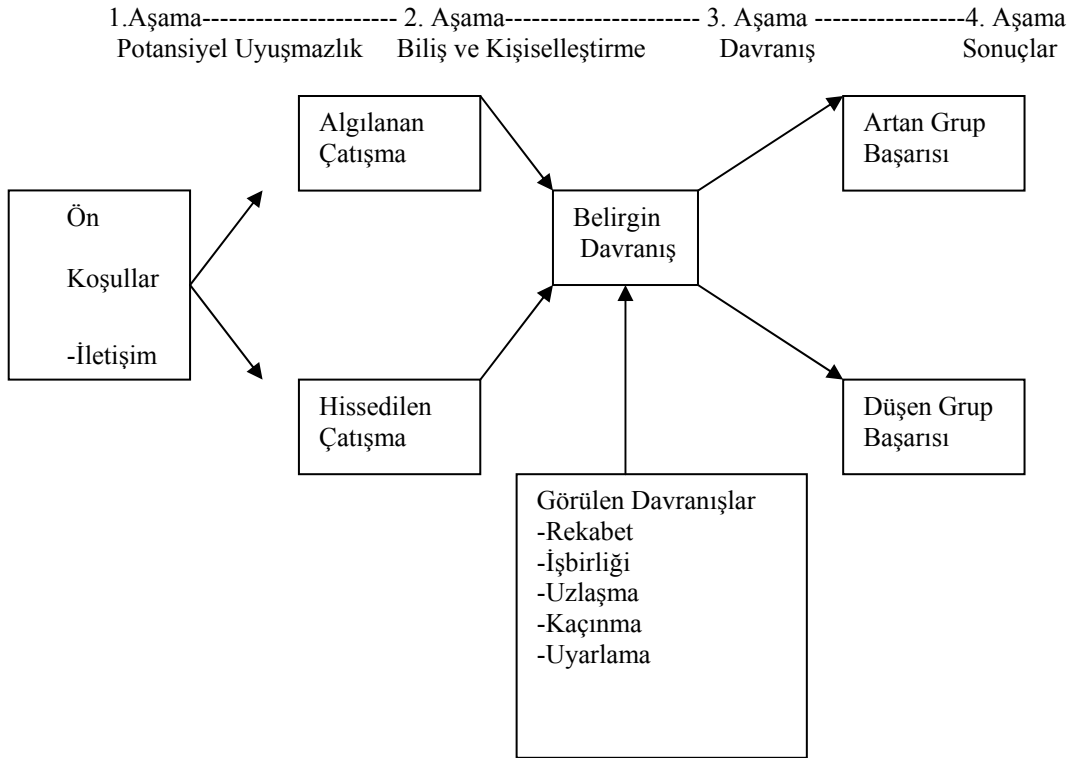 1.Aşama---------------------- 2. Aşama-------------------- 3. Aşama ---------------4. Aşama
Potansiyel Uyuşmazlık Biliş ve Kişiselleştirme Davranış Sonuçlar
Algılanan
Çatışma
Artan Grup
Başarısı
Ön
Koşullar
-İletişim
Belirgin
Davranış
Hissedilen
Çatışma
Düşen Grup
Başarısı
Görülen Davranışlar
-Rekabet
-İşbirliği
-Uzlaşma
-Kaçınma
-Uyarlama